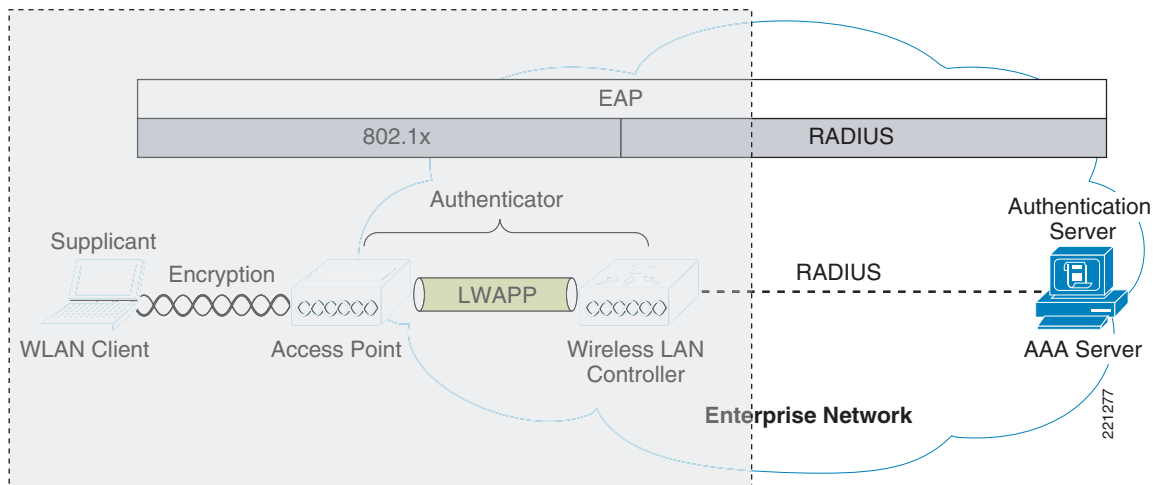 EAP
802.1x
RADIUS
Authenticator
Authentication
Server
Supplicant
Encryption
LWAPP
RADIUS
WLAN Client
Access Point
Wireless LAN
Controller
AAA Server
Enterprise Network
221277